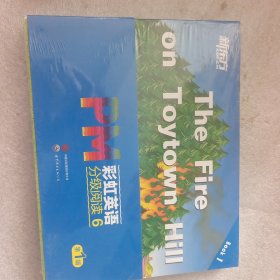 新东方
The Fire
on Toytown Hill
Book 1
PM
彩虹英语
分级阅读 6
第1级